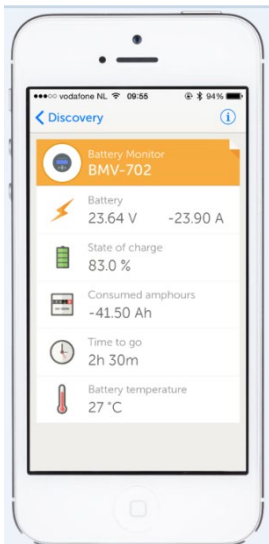 vodafone NL 09:55 94%
Discovery
Battery Monitor
BMV-702
Battery
23.64 V -23.90 A
State of charge
83.0 %
Consumed amphours
-41.50 Ah
Time to go
2h 30m
Battery temperature
27 °C